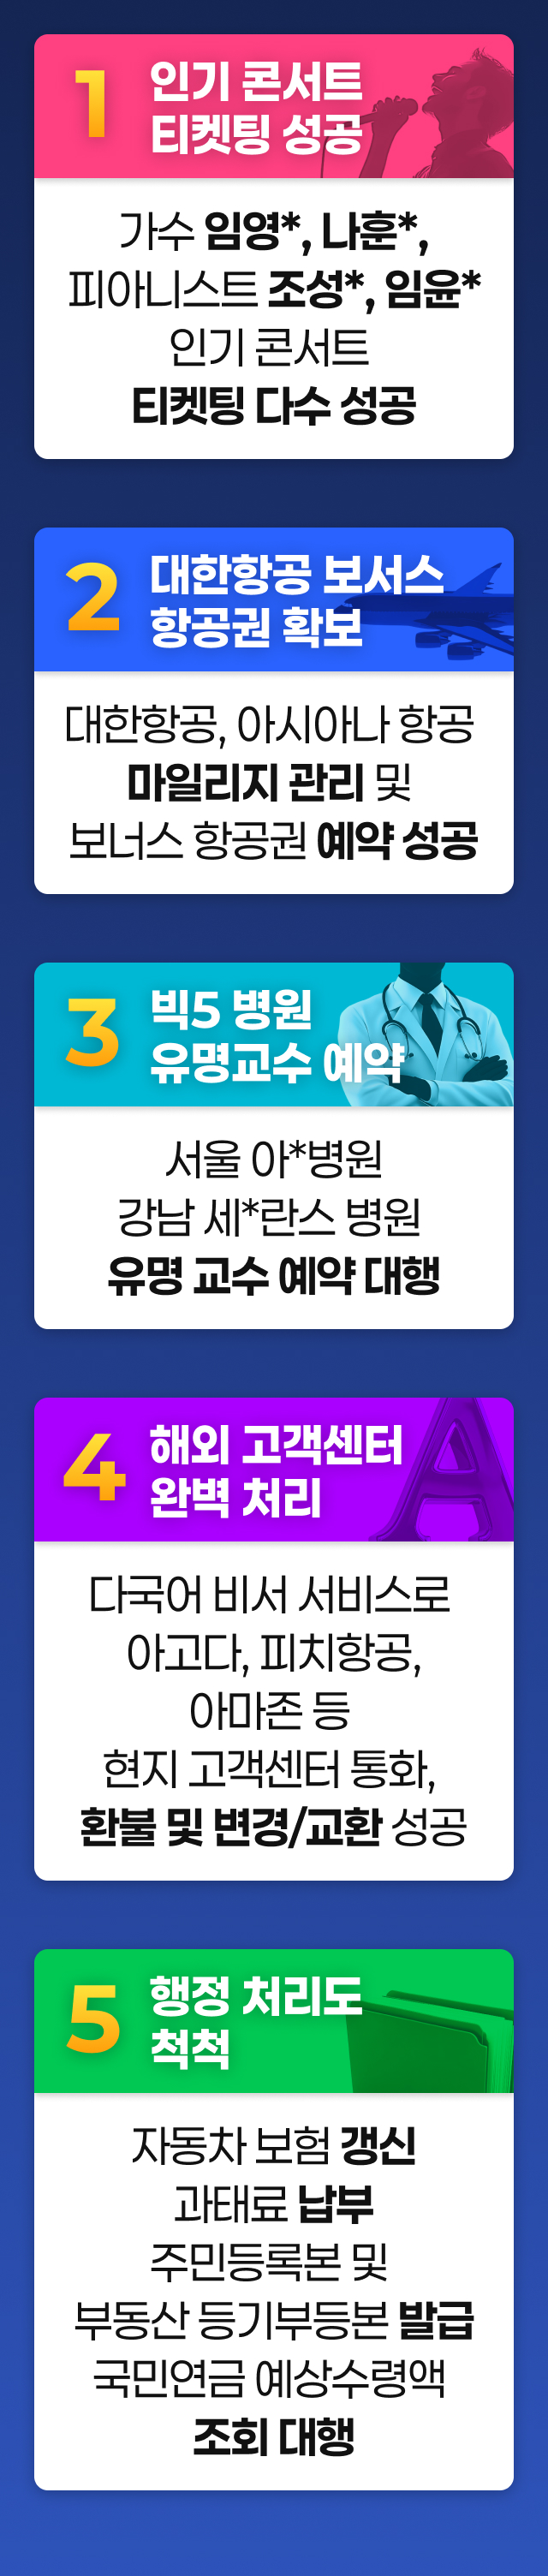 1
인기 콘서트
티켓팅 성공
가수 임영*, 나훈*,
피아니스트 조성*, 임윤*
인기 콘서트
티켓팅 다수 성공
2
대한항공 보서스
항공권 확보
대한항공, 아시아나 항공
마일리지 관리 및
보너스 항공권 예약 성공
3
빅5 병원
유명교수 예약
서울 아*병원
강남 세*란스 병원
유명 교수 예약 대행
4
해외 고객센터
완벽 처리
다국어 비서 서비스로
아고다, 피치항공,
아마존 등
현지 고객센터 통화,
환불 및 변경/교환 성공
5
행정 처리도
척척
자동차 보험 갱신
과태료 납부
주민등록본 및
부동산 등기부등본 발급
국민연금 예상수령액
조회 대행